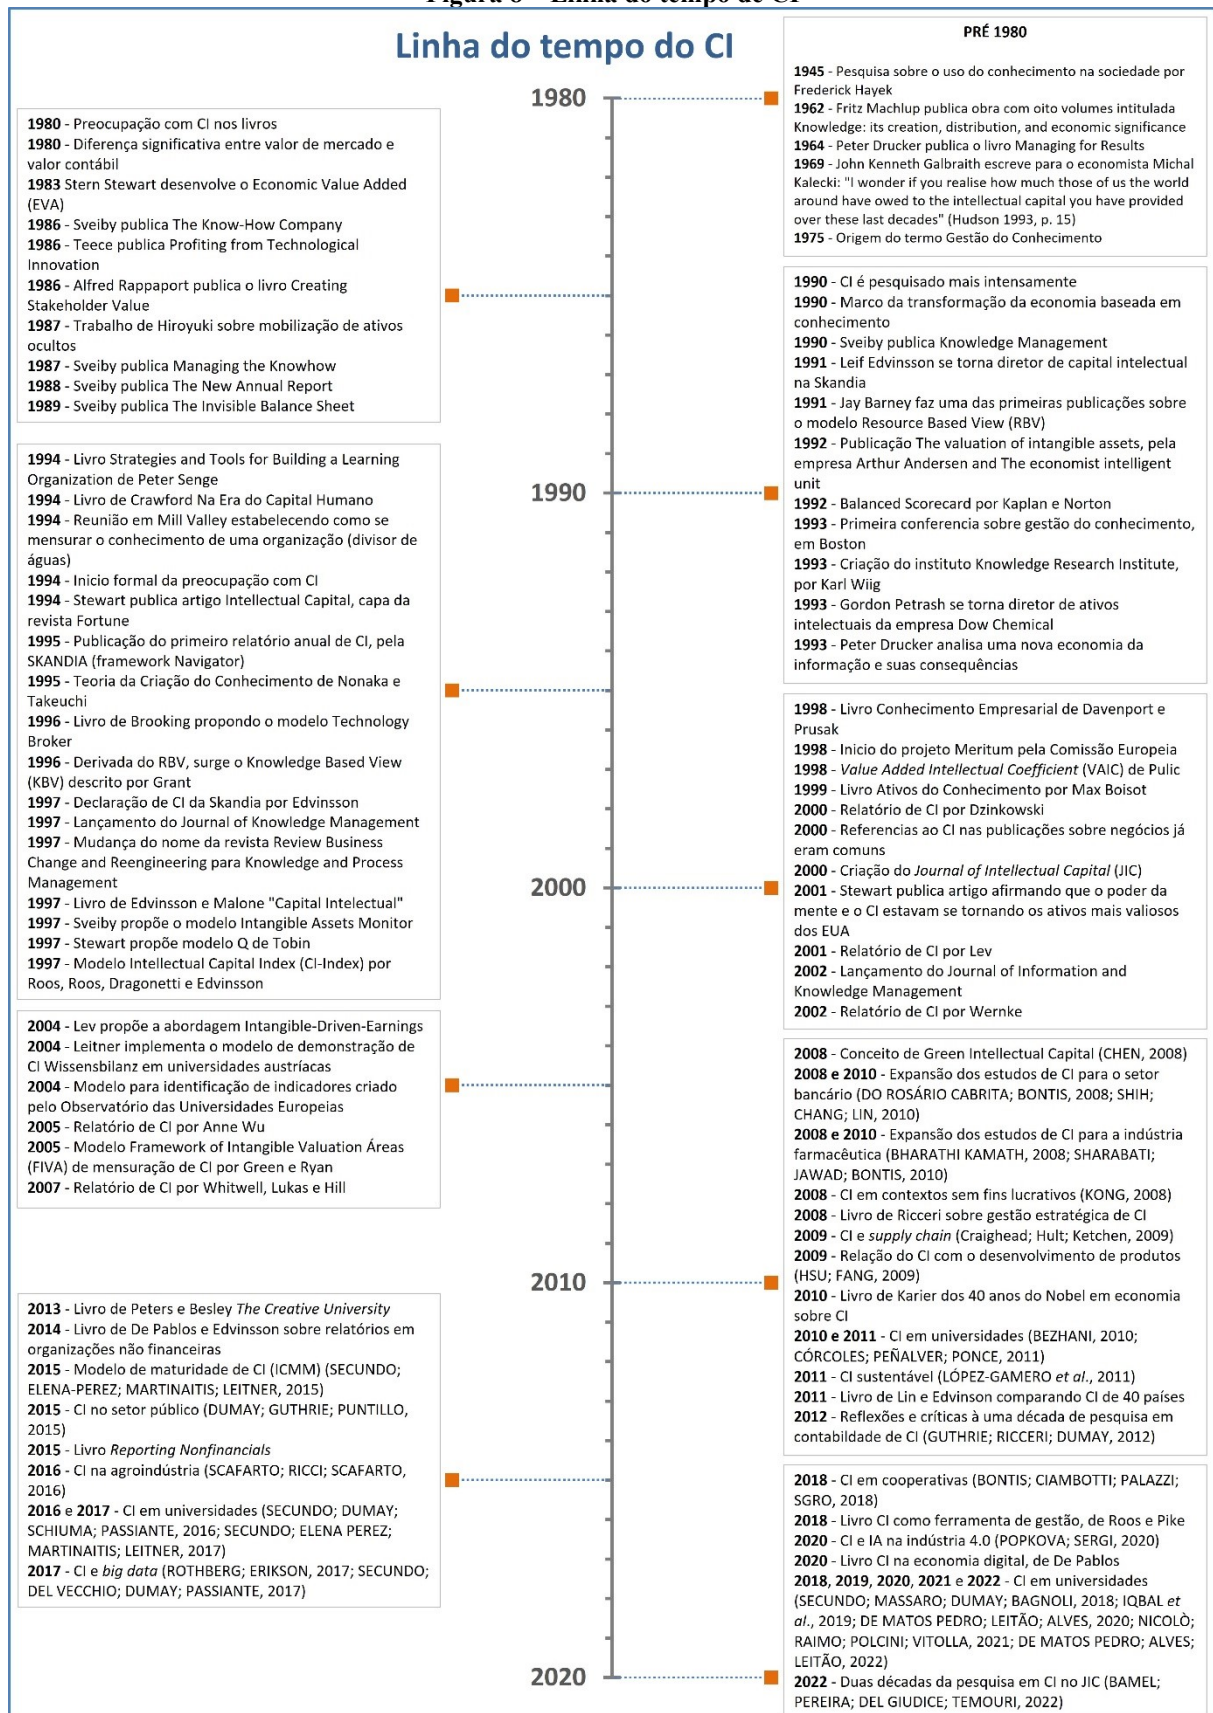 Figura – Linha do tempo de CI
Linha do tempo do CI
PRÉ 1980
1945 - Pesquisa sobre o uso do conhecimento na sociedade por
Frederick Hayek
1962 - Fritz Machlup publica obra com oito volumes intitulada
Knowledge: its creation, distribution, and economic significance
1964 - Peter Drucker publica o livro Managing for Results
1969 - John Kenneth Galbraith escreve para o economista Michal
Kalecki: "I wonder if you realise how much those of us the world
around have owed to the intellectual capital you have provided
over these last decades" (Hudson 1993, p. 15)
1975 - Origem do termo Gestão do Conhecimento
1980
1980 - Preocupação com CI nos livros
1980 - Diferença significativa entre valor de mercado e
valor contábil
1983 Stern Stewart desenvolve o Economic Value Added
(EVA)
1986 - Sveiby publica The Know-How Company
1986 - Teece publica Profiting from Technological
Innovation
1986 - Alfred Rappaport publica o livro Creating
Stakeholder Value
1987 - Trabalho de Hiroyuki sobre mobilização de ativos
ocultos
1987 - Sveiby publica Managing the Knowhow
1988 - Sveiby publica The New Annual Report
1989 - Sveiby publica The Invisible Balance Sheet
1990 - CI é pesquisado mais intensamente
1990 - Marco da transformação da economia baseada em
conhecimento
1990 - Sveiby publica Knowledge Management
1991 - Leif Edvinsson se torna diretor de capital intelectual
na Skandia
1991 - Jay Barney faz uma das primeiras publicações sobre
o modelo Resource Based View (RBV)
1992 - Publicação The valuation of intangible assets, pela
empresa Arthur Andersen and The economist intelligent
unit
1992 - Balanced Scorecard por Kaplan e Norton
1993 - Primeira conferencia sobre gestão do conhecimento,
em Boston
1993 - Criação do instituto Knowledge Research Institute,
por Karl Wiig
1993 - Gordon Petrash se torna diretor de ativos
intelectuais da empresa Dow Chemical
1993 - Peter Drucker analisa uma nova economia da
informação e suas consequências
1990
1994 - Livro Strategies and Tools for Building a Learning
Organization de Peter Senge
1994 - Livro de Crawford Na Era do Capital Humano
1994 - Reunião em Mill Valley estabelecendo como se
mensurar o conhecimento de uma organização (divisor de
águas)
1994 - Inicio formal da preocupação com CI
1994 - Stewart publica artigo Intellectual Capital, capa da
revista Fortune
1995 - Publicação do primeiro relatório anual de CI, pela
SKANDIA (framework Navigator)
1995 - Teoria da Criação do Conhecimento de Nonaka e
Takeuchi
1996 - Livro de Brooking propondo o modelo Technology
Broker
1996 - Derivada do RBV, surge o Knowledge Based View
(KBV) descrito por Grant
1997 - Declaração de CI da Skandia por Edvinsson
1997 - Lançamento do Journal of Knowledge Management
1997 - Mudança do nome da revista Review Business
Change and Reengineering para Knowledge and Process
Management
1997 - Livro de Edvinsson e Malone "Capital Intelectual"
1997 - Sveiby propõe o modelo Intangible Assets Monitor
1997 - Stewart propõe modelo Q de Tobin
1997 - Modelo Intellectual Capital Index (CI-Index) por
Roos, Roos, Dragonetti e Edvinsson
1998 - Livro Conhecimento Empresarial de Davenport e
Prusak
1998 - Inicio do projeto Meritum pela Comissão Europeia
1998 - Value Added Intellectual Coefficient (VAIC) de Pulic
1999 - Livro Ativos do Conhecimento por Max Boisot
2000 - Relatório de CI por Dzinkowski
2000 - Referencias ao CI nas publicações sobre negócios já
eram comuns
2000 - Criação do Journal of Intellectual Capital (JIC)
2001 - Stewart publica artigo afirmando que o poder da
mente e o CI estavam se tornando os ativos mais valiosos
dos EUA
2001 - Relatório de CI por Lev
2002 - Lançamento do Journal of Information and
Knowledge Management
2002 - Relatório de CI por Wernke
2000
2004 - Lev propõe a abordagem Intangible-Driven-Earnings
2004 - Leitner implementa o modelo de demonstração de
CI Wissensbilanz em universidades austríacas
2004 - Modelo para identificação de indicadores criado
pelo Observatório das Universidades Europeias
2005 - Relatório de CI por Anne Wu
2005 - Modelo Framework of Intangible Valuation Áreas
(FIVA) de mensuração de CI por Green e Ryan
2007 - Relatório de CI por Whitwell, Lukas e Hill
2008 - Conceito de Green Intellectual Capital (CHEN, 2008)
2008 e 2010 - Expansão dos estudos de CI para o setor
bancário (DO ROSÁRIO CABRITA; BONTIS, 2008; SHIH;
CHANG; LIN, 2010)
2008 e 2010 - Expansão dos estudos de CI para a indústria
farmacêutica (BHARATHI KAMATH, 2008; SHARABATI;
JAWAD; BONTIS, 2010)
2008 - CI em contextos sem fins lucrativos (KONG, 2008)
2008 - Livro de Ricceri sobre gestão estratégica de CI
2009 - CI e supply chain (Craighead; Hult; Ketchen, 2009)
2009 - Relação do CI com o desenvolvimento de produtos
(HSU; FANG, 2009)
2010 - Livro de Karier dos 40 anos do Nobel em economia
sobre CI
2010 e 2011 - CI em universidades (BEZHANI, 2010;
CÓRCOLES; PEÑALVER; PONCE, 2011)
2011 - CI sustentável (LÓPEZ-GAMERO et al., 2011)
2011 - Livro de Lin e Edvinson comparando CI de 40 países
2012 - Reflexões e críticas à uma década de pesquisa em
contabildade de CI (GUTHRIE; RICCERI; DUMAY, 2012)
2010
2013 - Livro de Peters e Besley The Creative University
2014 - Livro de De Pablos e Edvinsson sobre relatórios em
organizações não financeiras
2015 - Modelo de maturidade de CI (ICMM) (SECUNDO;
ELENA-PEREZ; MARTINAITIS; LEITNER, 2015)
2015 - CI no setor público (DUMAY; GUTHRIE; PUNTILLO,
2015)
2015 - Livro Reporting Nonfinancials
2016 - CI na agroindústria (SCAFARTO; RICCI; SCAFARTO,
2016)
2016 e 2017 - CI em universidades (SECUNDO; DUMAY;
SCHIUMA; PASSIANTE, 2016; SECUNDO; ELENA PEREZ;
MARTINAITIS; LEITNER, 2017)
2017 - CI e big data (ROTHBERG; ERIKSON, 2017; SECUNDO;
DEL VECCHIO; DUMAY; PASSIANTE, 2017)
2018 - CI em cooperativas (BONTIS; CIAMBOTTI; PALAZZI;
SGRO, 2018)
2018 - Livro CI como ferramenta de gestão, de Roos e Pike
2020 - CI e IA na indústria 4.0 (POPKOVA; SERGI, 2020)
2020 - Livro CI na economia digital, de De Pablos
2018, 2019, 2020, 2021 e 2022 - CI em universidades
(SECUNDO; MASSARO; DUMAY; BAGNOLI, 2018; IQBAL et
al., 2019; DE MATOS PEDRO; LEITÃO; ALVES, 2020; NICOLÒ;
RAIMO; POLCINI; VITOLLA, 2021; DE MATOS PEDRO; ALVES;
LEITÃO, 2022)
2022 - Duas décadas da pesquisa em CI no JIC (BAMEL;
PEREIRA; DEL GIUDICE; TEMOURI, 2022)
2020